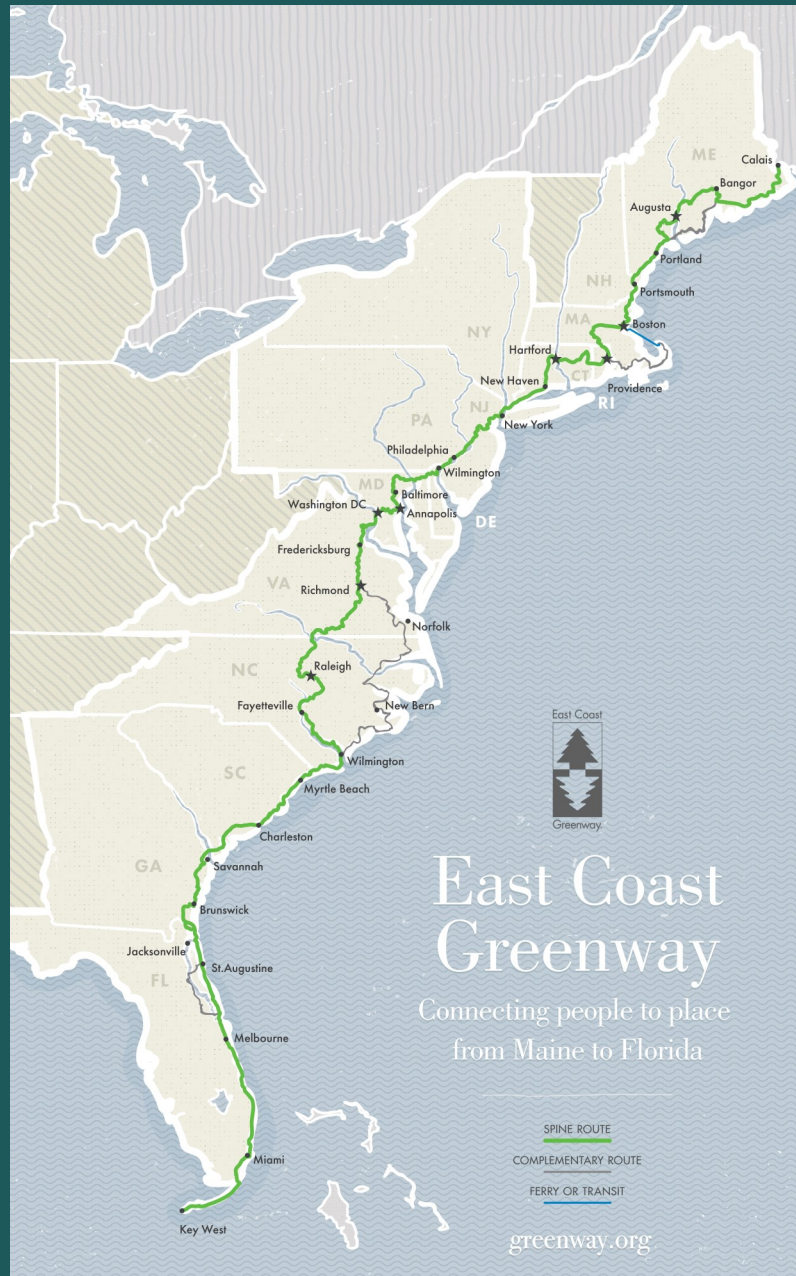 ME
Calais
Bangor
Augusta
Portland
NH
Portsmouth
NY
MA
Boston
Hartford
CT
New Haven
Providence
RI
PA
NJ
New York
Philadelphia
Wilmington
MD
Baltimore
Washington DC
Annapolis
DE
Fredericksburg
VA
Richmond
Norfolk
NC
Raleigh
Fayetteville
New Bern
Wilmington
SC
Myrtle Beach
Charleston
GA
Savannah
Brunswick
Jacksonville
St.Augustine
FL
Melbourne
Miami
Key West
East Coast
Greenway.
East Coast
Greenway
Connecting people to place
from Maine to Florida
SPINE ROUTE
COMPLEMENTARY ROUTE
FERRY OR TRANSIT
greenway.org